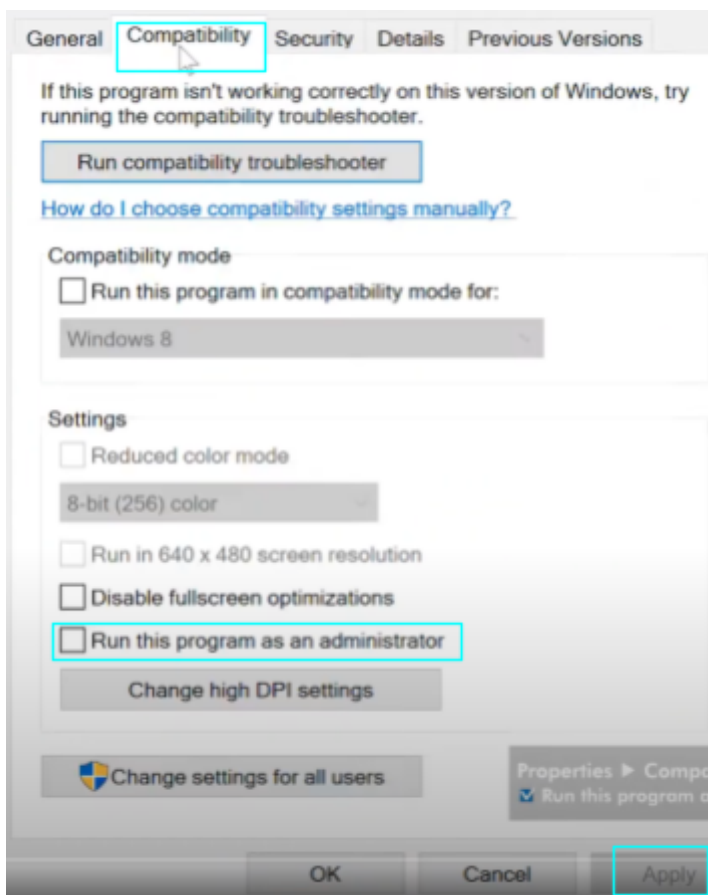 General Compatibility Security Details Previous Versions
If this program isn't working correctly on this version of Windows, try
running the compatibility troubleshooter.
Run compatibility troubleshooter
How do I choose compatibility settings manually?
Compatibility mode
Run this program in compatibility mode for:
Windows 8
Settings
Reduced color mode
8-bit (256) color
Run in 640 x 480 screen resolution
Disable fullscreen optimizations
Run this program as an administrator
Change high DPI settings
Change settings for all users
Properties ▶ Compa
Run this program a
OK Cancel Apply